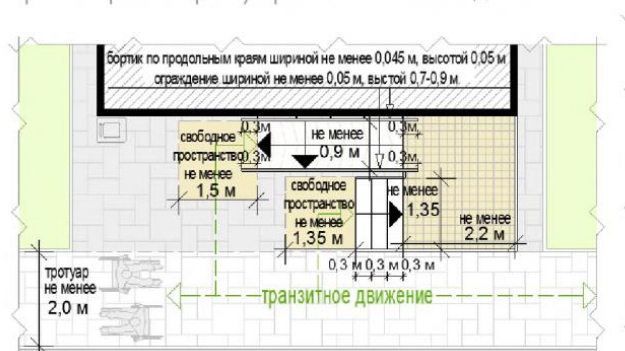 бортик по продольным краям шириной не менее 0,045 м, высотой 0,05 м
ограждение шириной не менее 0,05 м, выстой 0,7-0,9 м
0,3м
0,3м
свободное
пространство
не менее
1,5 м
0,3м
не менее
0,9 м
0,3м
свободное
пространство
не менее
1,35 м
не менее
1,35
не менее
2,2 м
0,3 м 0,3 м 0,3 м
тротуар
не менее
2,0 м
транзитное движение